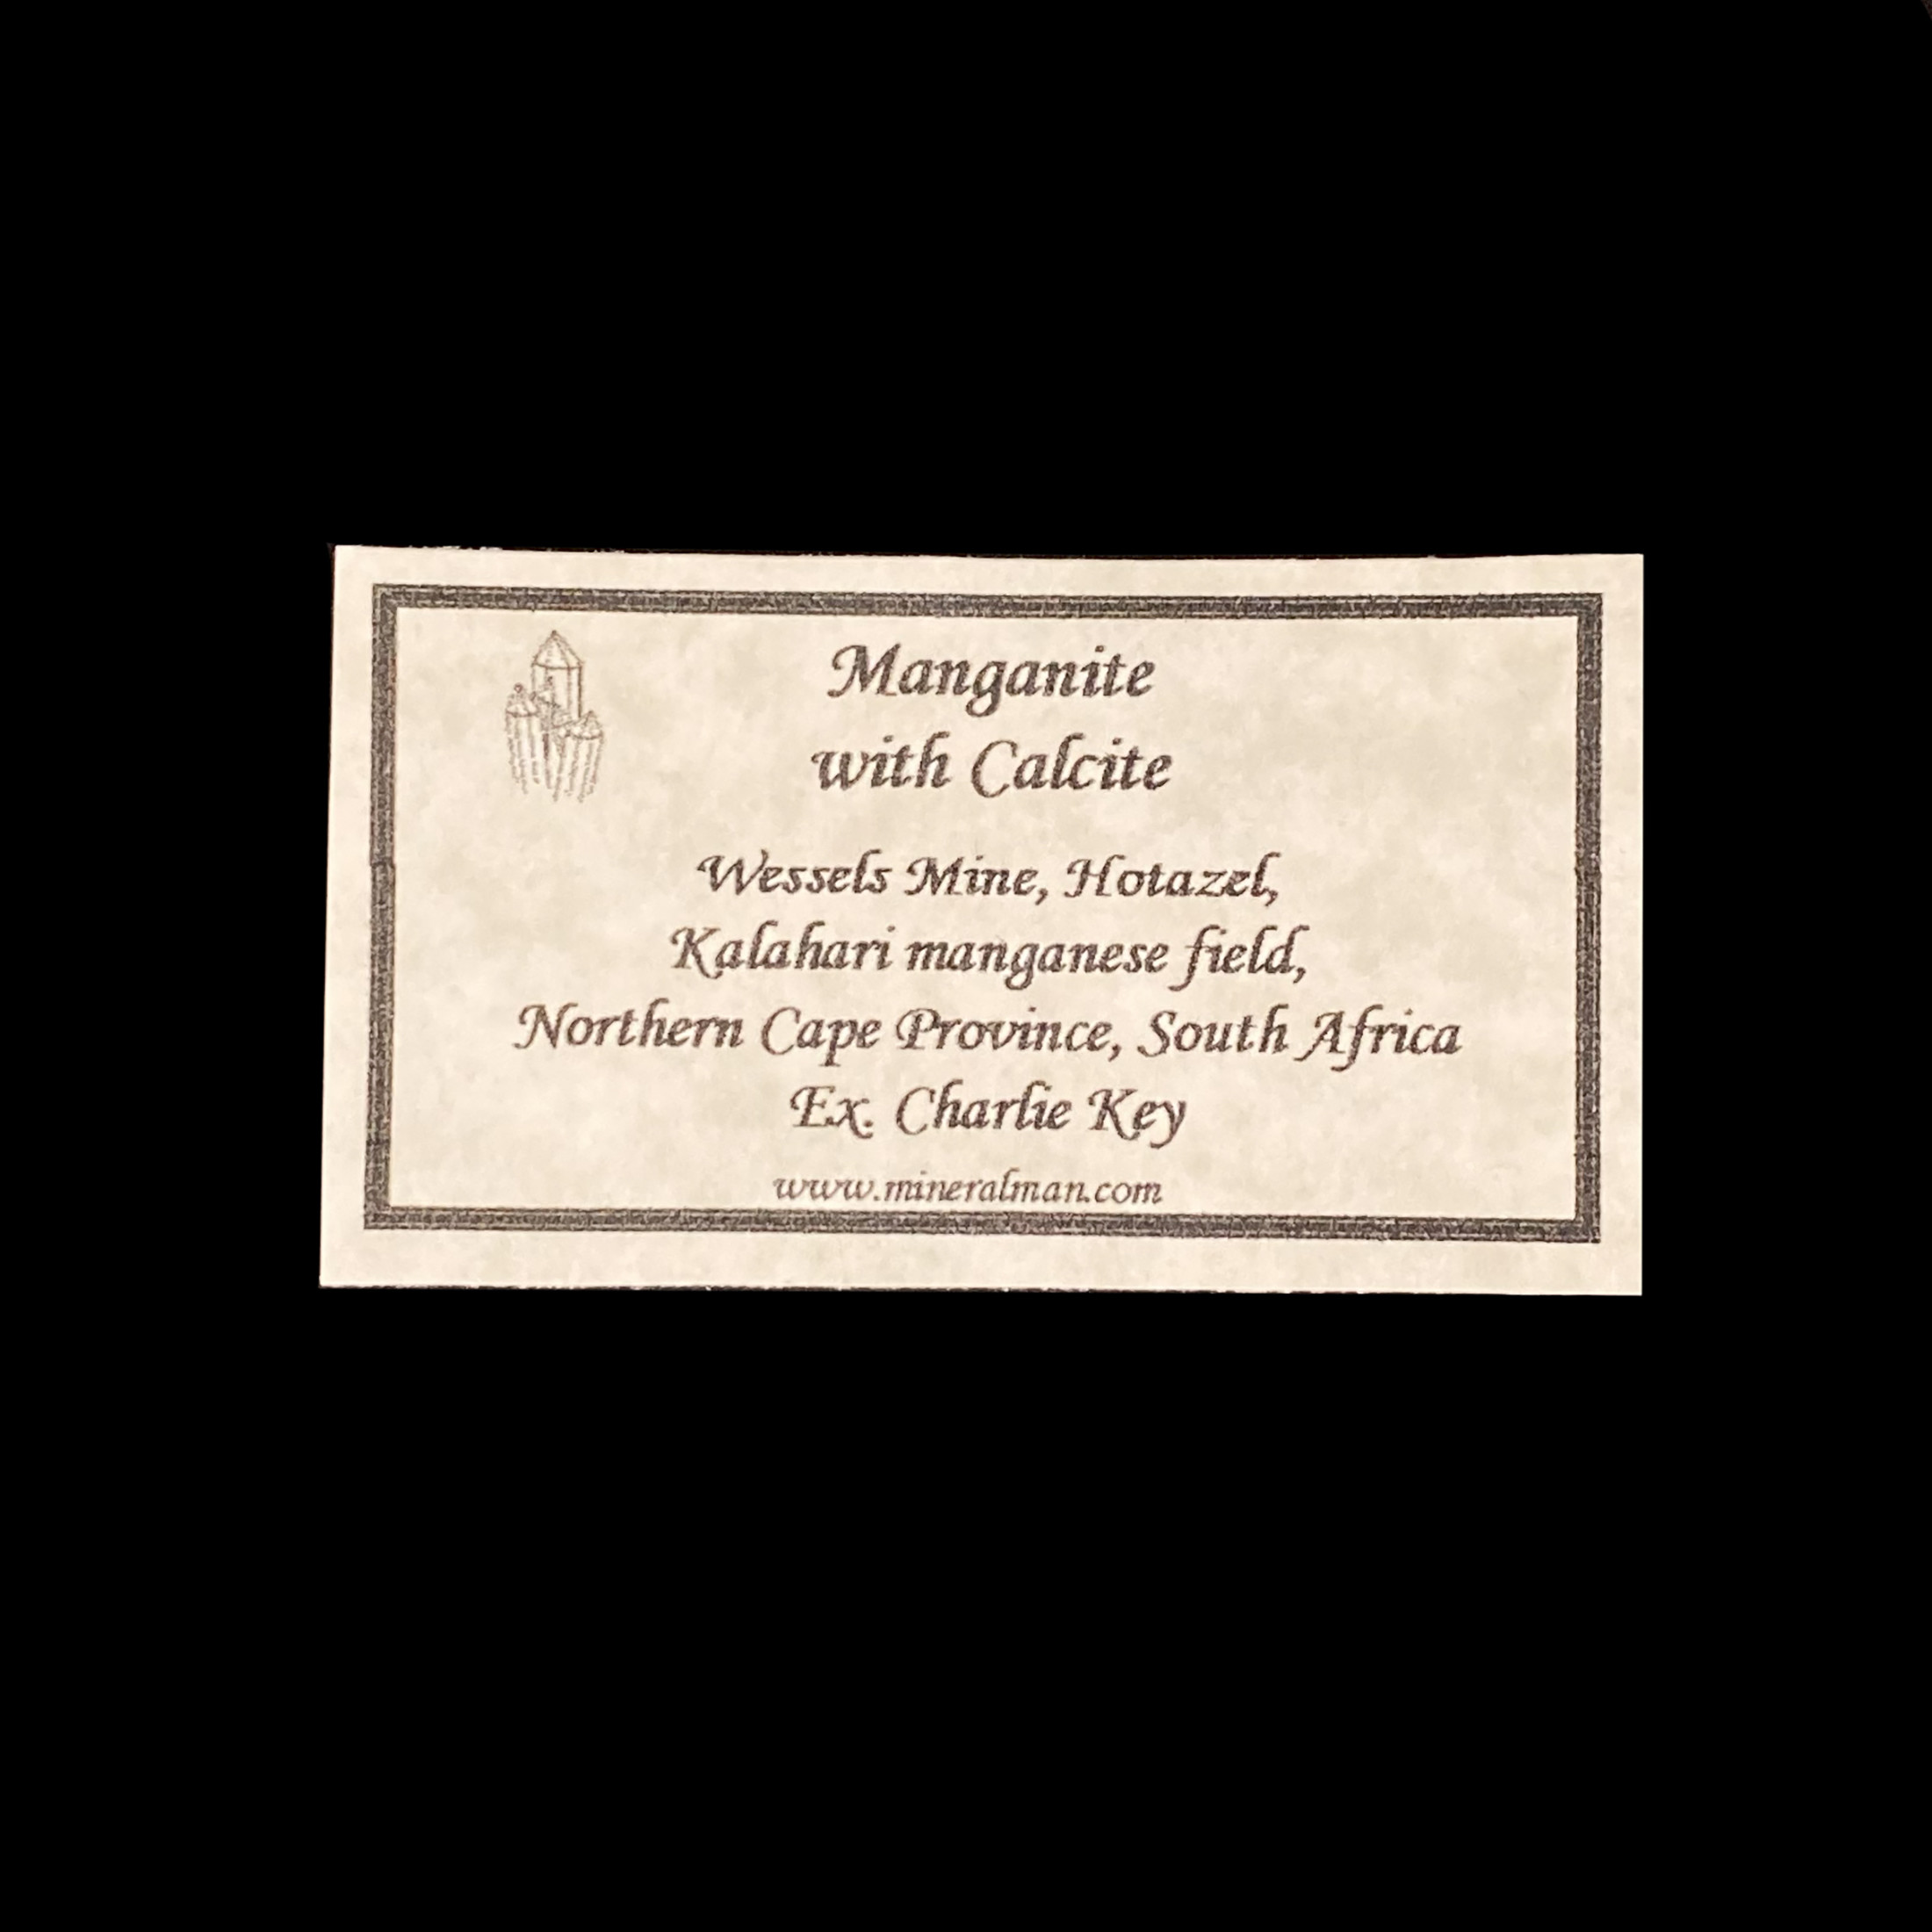 Manganite
with Calcite
Wessels Mine, Hotazel,
Kalahari manganese field,
Northern Cape Province, South Africa
Ex. Charlie Key
www.mineralman.com